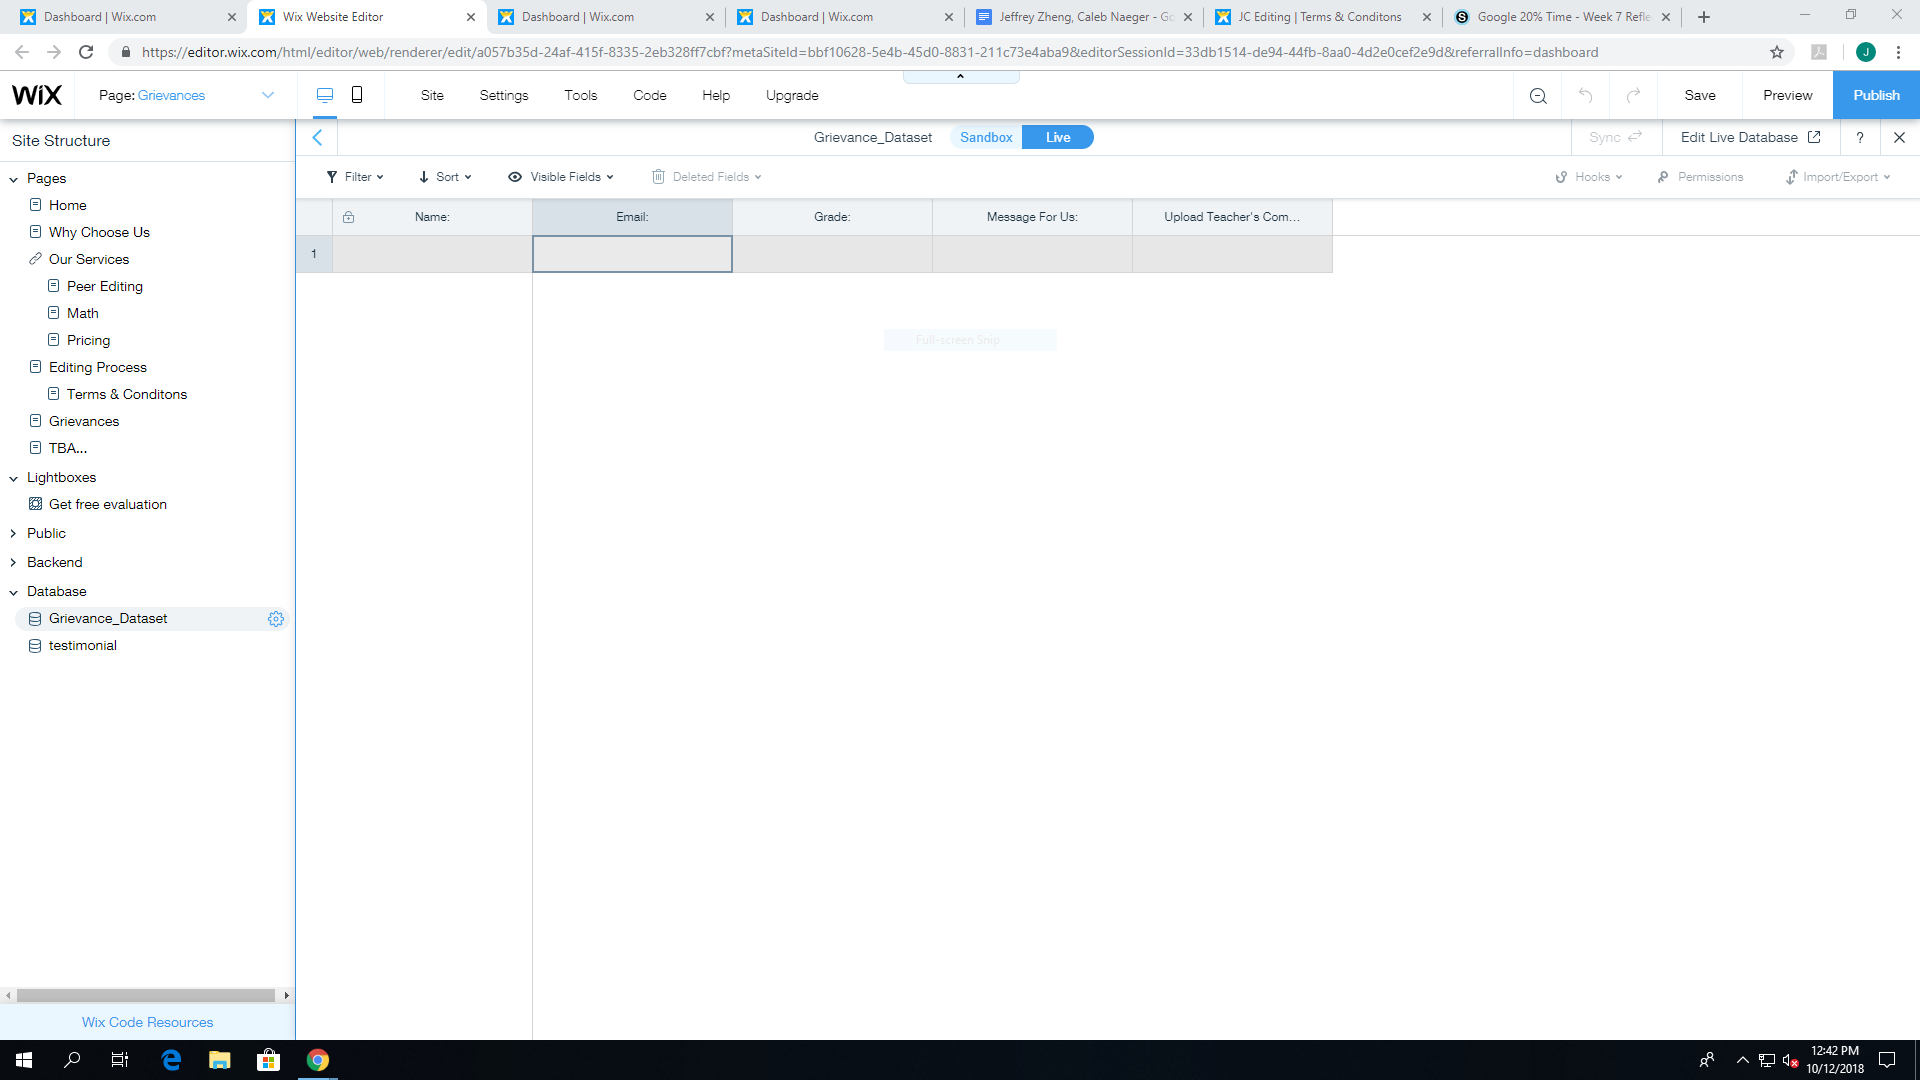 Dashboard | Wix.com
Wix Website Editor
Dashboard | Wix.com
Dashboard | Wix.com
Jeffrey Zheng, Caleb Naeger - Go
JC Editing | Terms & Conditons
Google 20% Time - Week 7 Refle
https://editor.wix.com/html/editor/web/renderer/edit/a057b35d-24af-415f-8335-2eb328ff7cbf?metaSiteId=bbf10628-5e4b-45d0-8831-211c73e4aba9&editorSessionId=33db1514-de94-44fb-8aa0-4d2e0cef2e9d&referralInfo=dashboard
J
WiX Page: Grievances Site Settings Tools Code Help Upgrade Save Preview Publish
Site Structure
Grievance_Dataset Sandbox Live Sync Edit Live Database ?
Filter Sort Visible Fields Deleted Fields Hooks Permissions Import/Export
Name: Email: Grade: Message For Us: Upload Teacher's Com...
1
Full-screen Snip
Pages
Home
Why Choose Us
Our Services
Peer Editing
Math
Pricing
Editing Process
Terms & Conditons
Grievances
TBA...
Lightboxes
Get free evaluation
Public
Backend
Database
Grievance_Dataset
testimonial
Wix Code Resources
12:42 PM
10/12/2018